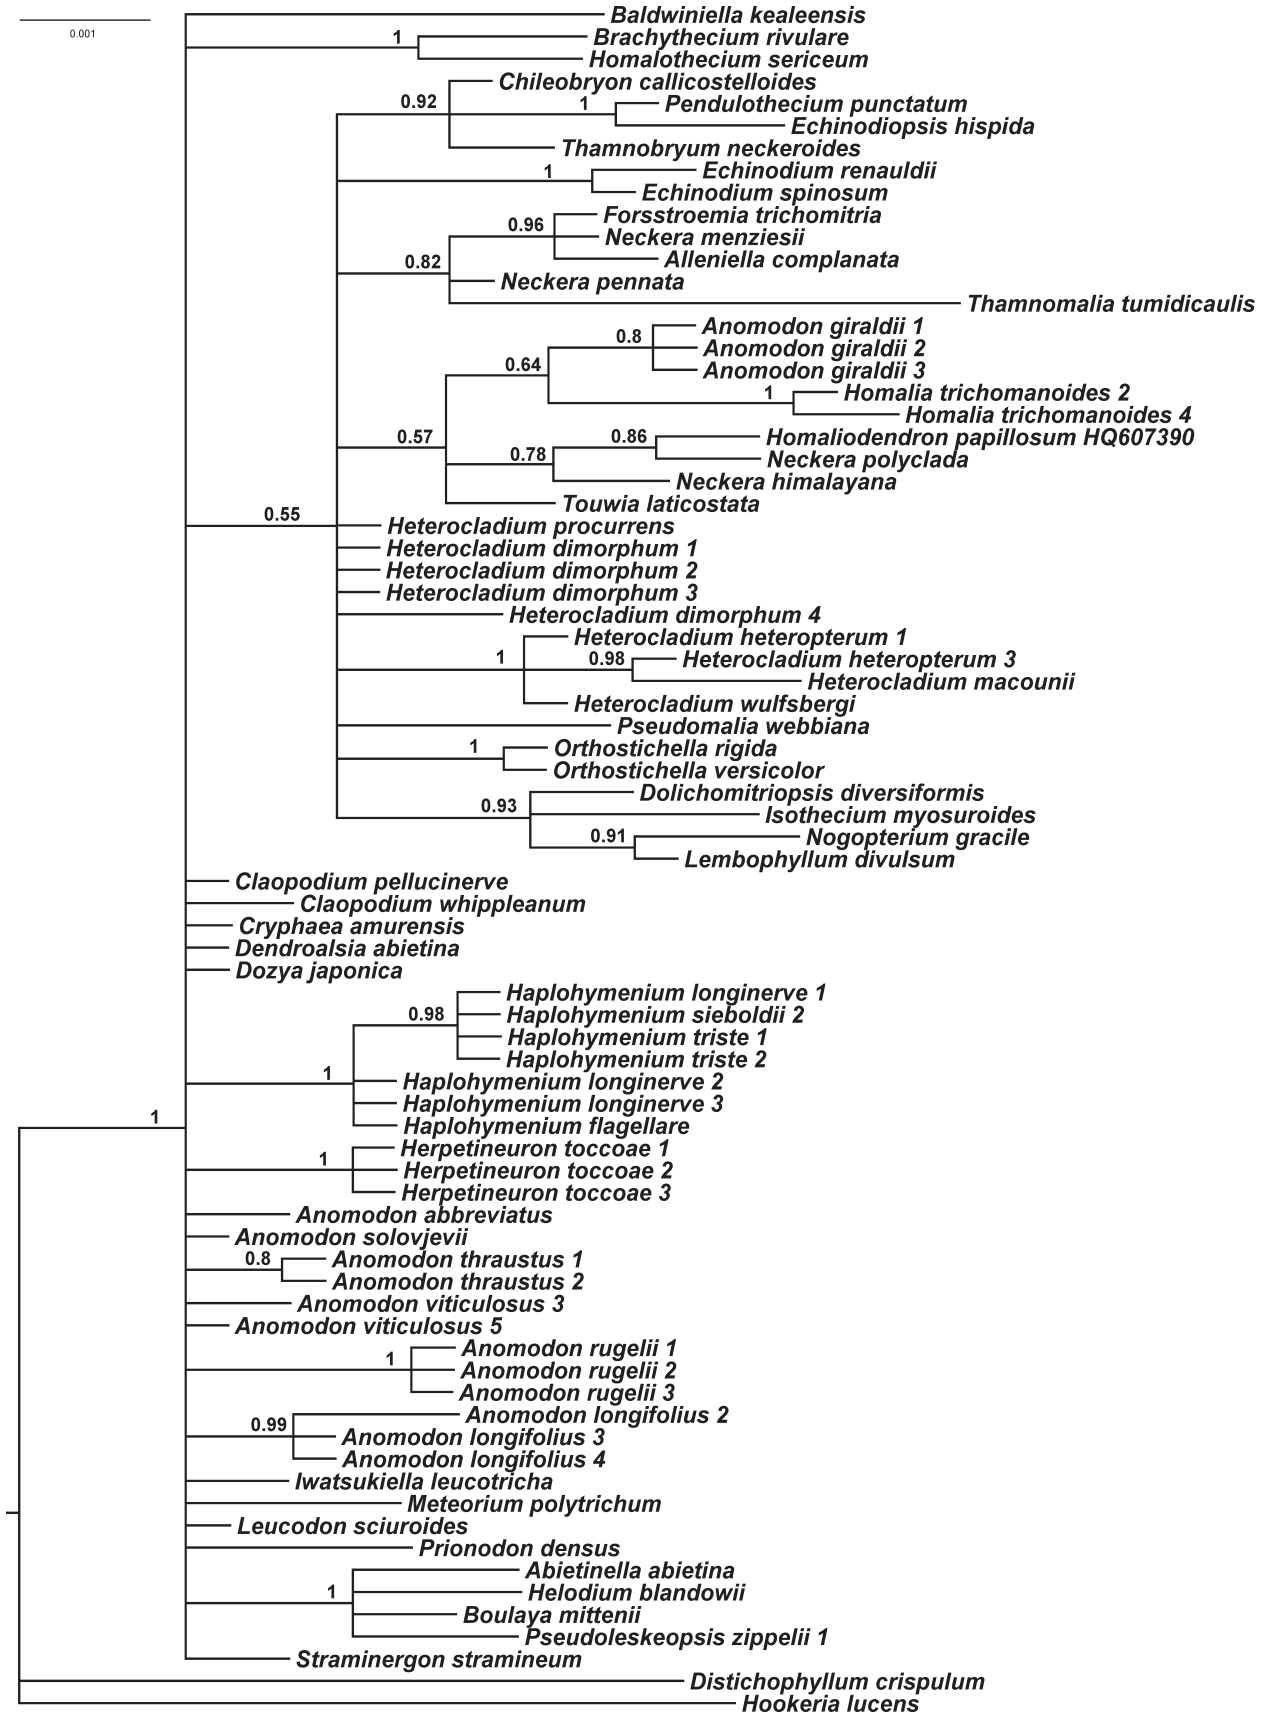 Baldwiniella kealeensis
0.001
1
Brachythecium rivulare
Homalothecium sericeum
Chileobryon callicostelloides
0.92
1
Pendulothecium punctatum
Echinodiopsis hispida
Thamnobryum neckeroides
1
Echinodium renauldii
Echinodium spinosum
Forsstroemia trichomitria
0.96
Neckera menziesii
Alleniella complanata
0.82
Neckera pennata
Thamnomalia tumidicaulis
Anomodon giraldii 1
0.8
Anomodon giraldii 2
0.64
Anomodon giraldii 3
1
Homalia trichomanoides 2
Homalia trichomanoides 4
0.57
0.86
Homaliodendron papillosum HQ607390
0.78
Neckera polyclada
Neckera himalayana
Touwia laticostata
0.55
Heterocladium procurrens
Heterocladium dimorphum 1
Heterocladium dimorphum 2
Heterocladium dimorphum 3
Heterocladium dimorphum 4
Heterocladium heteropterum 1
1
0.98
Heterocladium heteropterum 3
Heterocladium macounii
Heterocladium wulfsbergi
Pseudomalia webbiana
1
Orthostichella rigida
Orthostichella versicolor
Dolichomitriopsis diversiformis
0.93
Isothecium myosuroides
0.91
Nogopterium gracile
Lembophyllum divulsum
Claopodium pellucinerve
Claopodium whippleanum
Cryphaea amurensis
Dendroalsia abietina
Dozya japonica
Haplohymenium longinerve 1
0.98
Haplohymenium sieboldii 2
Haplohymenium triste 1
Haplohymenium triste 2
1
Haplohymenium longinerve 2
Haplohymenium longinerve 3
Haplohymenium flagellare
1
Herpetineuron toccoae 1
1
Herpetineuron toccoae 2
Herpetineuron toccoae 3
Anomodon abbreviatus
Anomodon solovjevii
0.8
Anomodon thraustus 1
Anomodon thraustus 2
Anomodon viticulosus 3
Anomodon viticulosus 5
Anomodon rugelii 1
1
Anomodon rugelii 2
Anomodon rugelii 3
Anomodon longifolius 2
0.99
Anomodon longifolius 3
Anomodon longifolius 4
Iwatsukiella leucotricha
Meteorium polytrichum
Leucodon sciuroides
Prionodon densus
Abietinella abietina
1
Helodium blandowii
Boulaya mittenii
Pseudoleskeopsis zippelii 1
Straminergon stramineum
Distichophyllum crispulum
Hookeria lucens